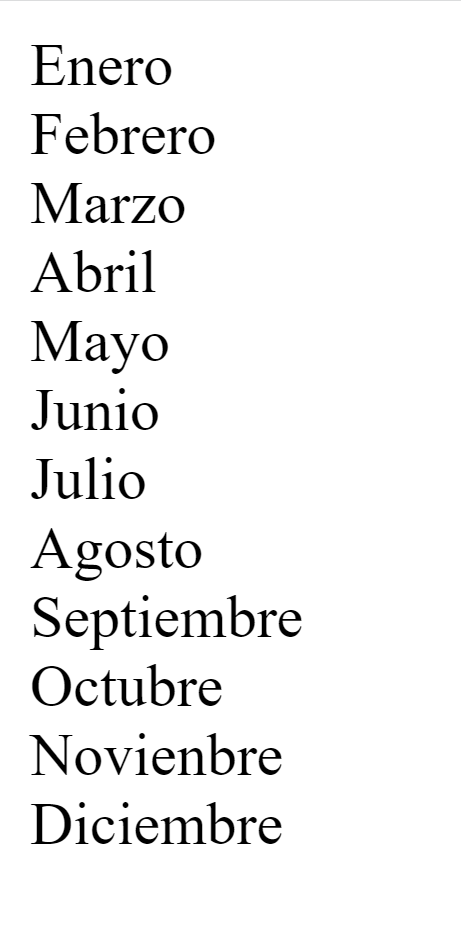 Enero
Febrero
Marzo
Abril
Mayo
Junio
Julio
Agosto
Septiembre
Octubre
Novienbre
Diciembre